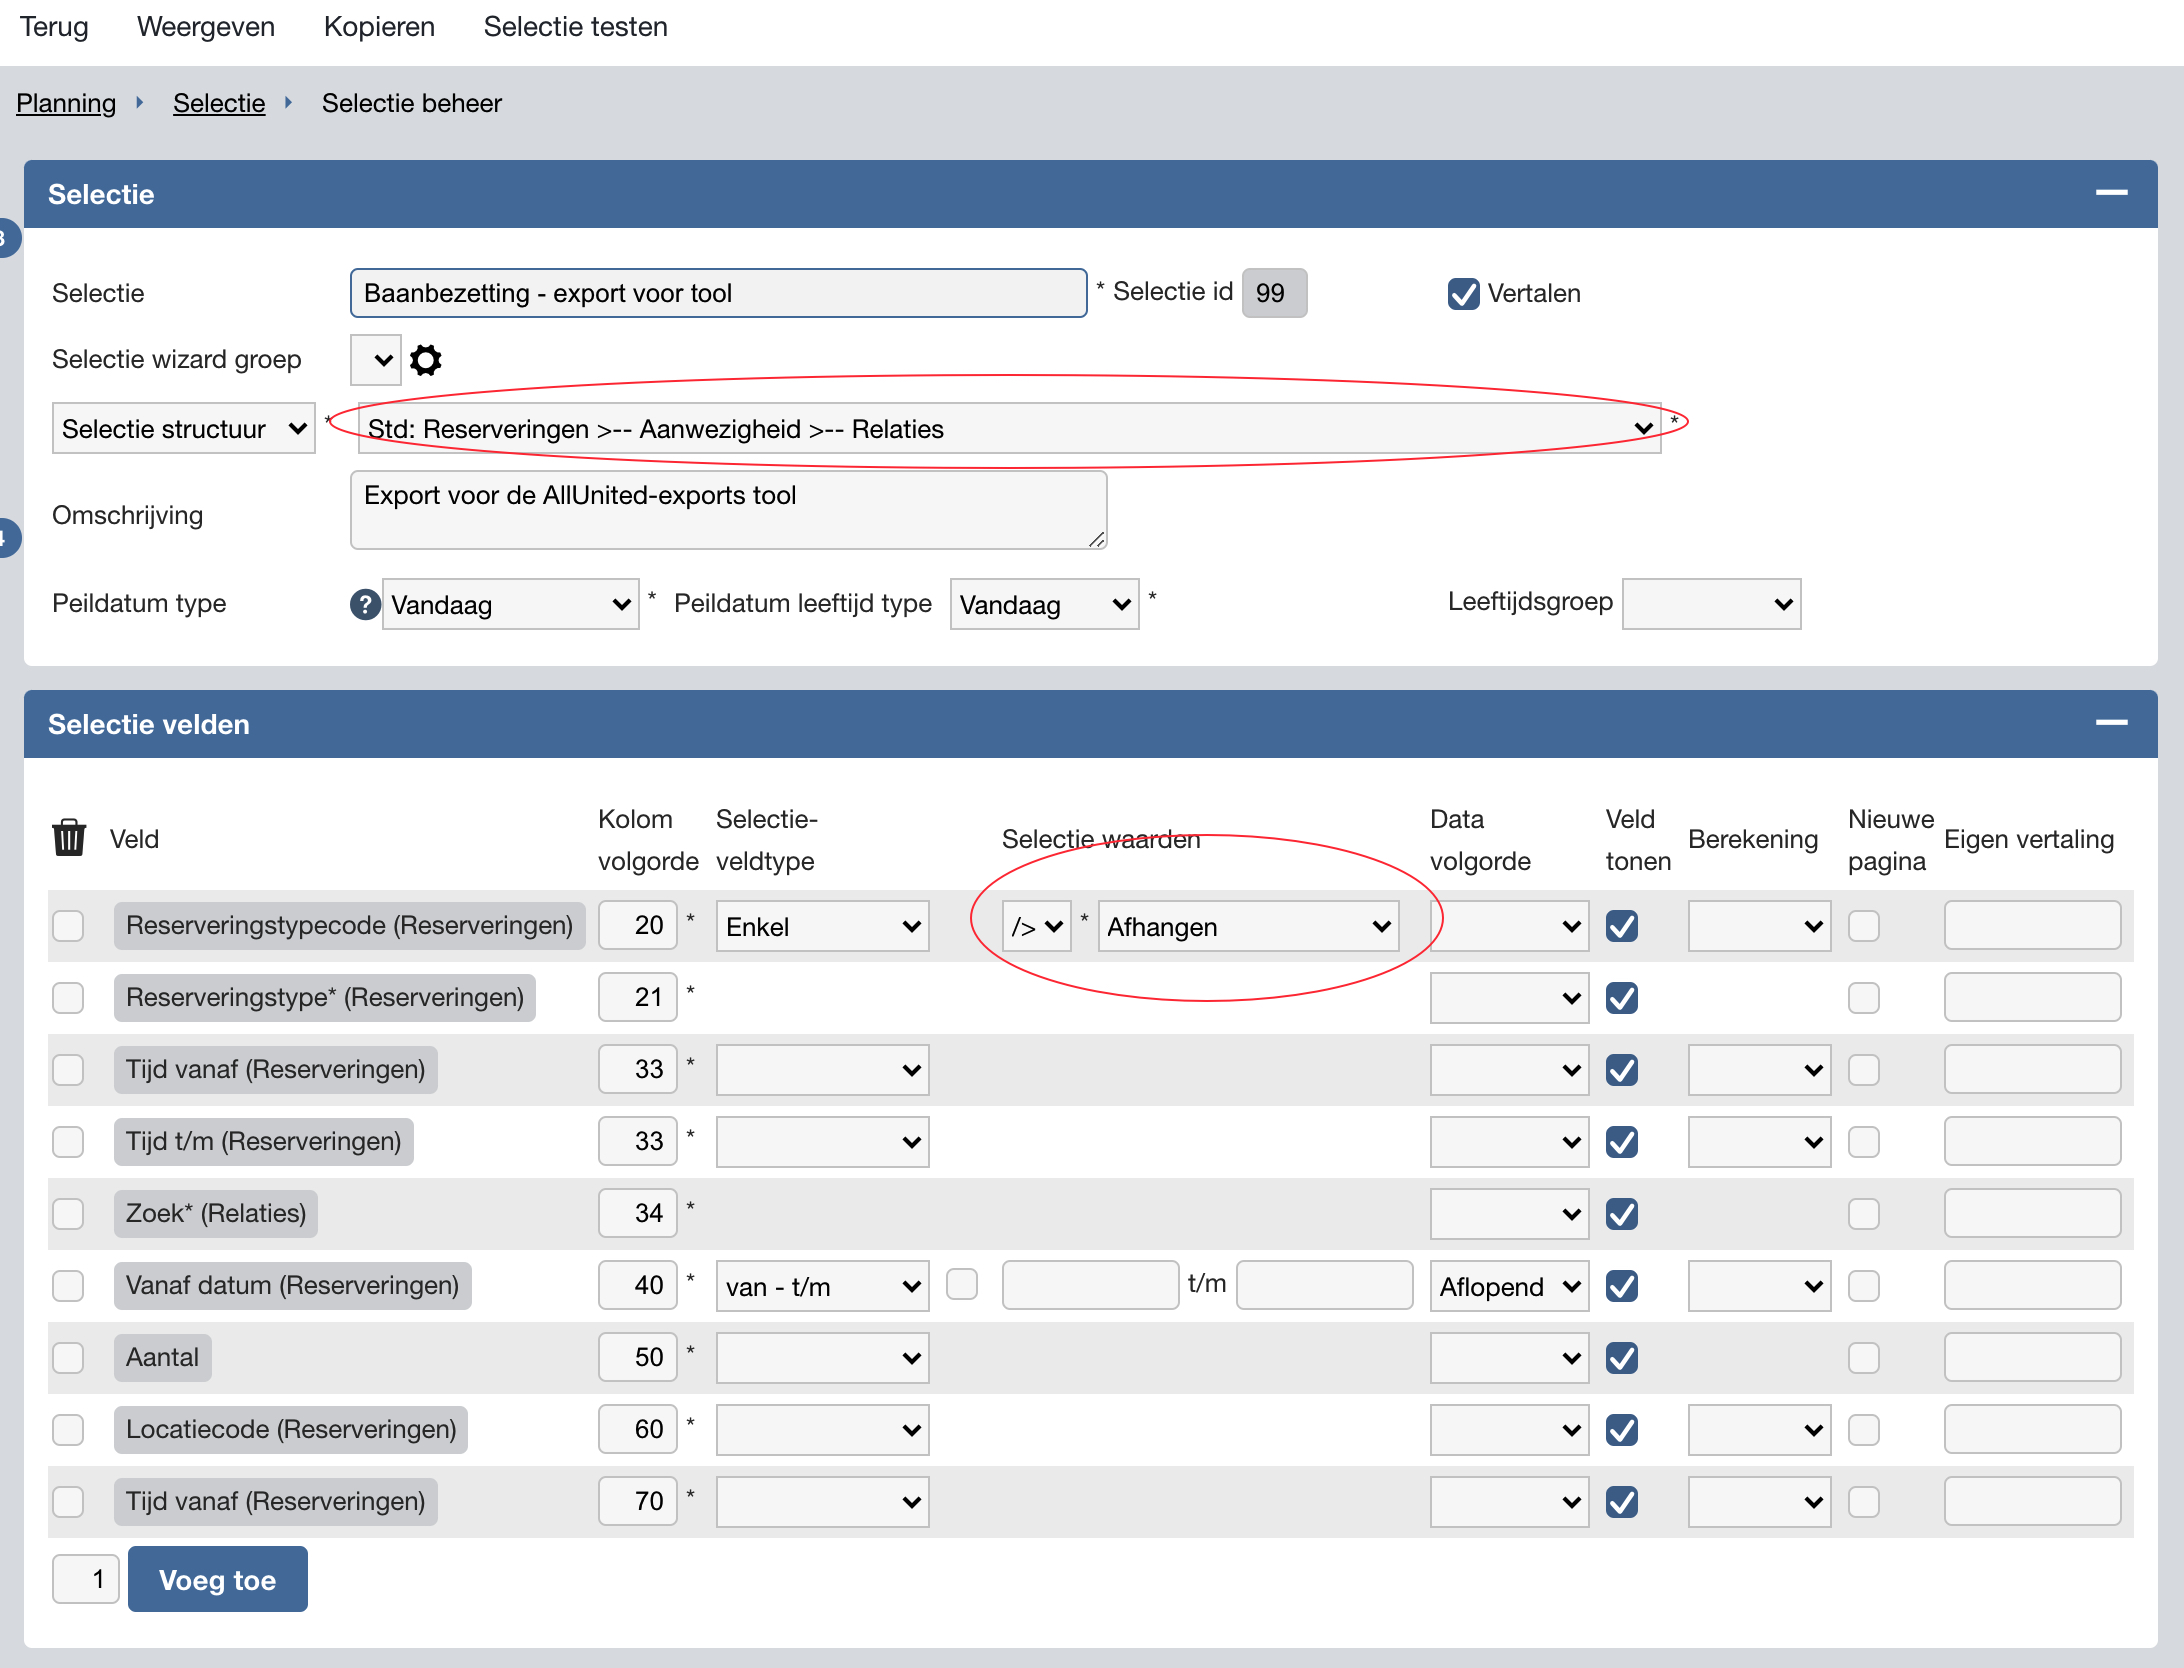 Terug Weergeven Kopieren Selectie testen
Planning Selectie Selectie beheer
Selectie
3
Selectie Baanbezetting - export voor tool * Selectie id 99 Vertalen
Selectie wizard groep
Selectie structuur * Std: Reserveringen >-- Aanwezigheid >-- Relaties *
Omschrijving Export voor de AllUnited-exports tool
4
Peildatum type ? Vandaag * Peildatum leeftijd type Vandaag * Leeftijdsgroep
Selectie velden
Veld Kolom volgorde Selectie-veldtype Selectie waarden Data volgorde Veld tonen Berekening Nieuwe pagina Eigen vertaling
Reserveringstypecode (Reserveringen) 20 * Enkel /> * Afhangen
Reserveringstype* (Reserveringen) 21 *
Tijd vanaf (Reserveringen) 33 *
Tijd t/m (Reserveringen) 33 *
Zoek* (Relaties) 34 *
Vanaf datum (Reserveringen) 40 * van - t/m t/m Aflopend
Aantal 50 *
Locatiecode (Reserveringen) 60 *
Tijd vanaf (Reserveringen) 70 *
1 Voeg toe